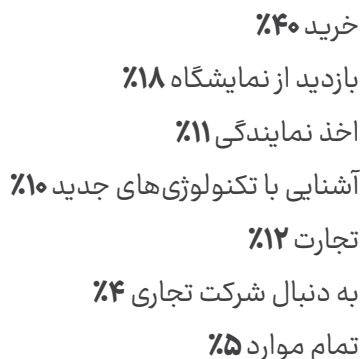 خرید ۴۰٪
بازدید از نمایشگاه ۱۸٪
اخذ نمایندگی ۱۱٪
آشنایی با تکنولوژی‌های جدید ۱۰٪
تجارت ۱۲٪
به دنبال شرکت تجاری ۴٪
تمام موارد ۵٪